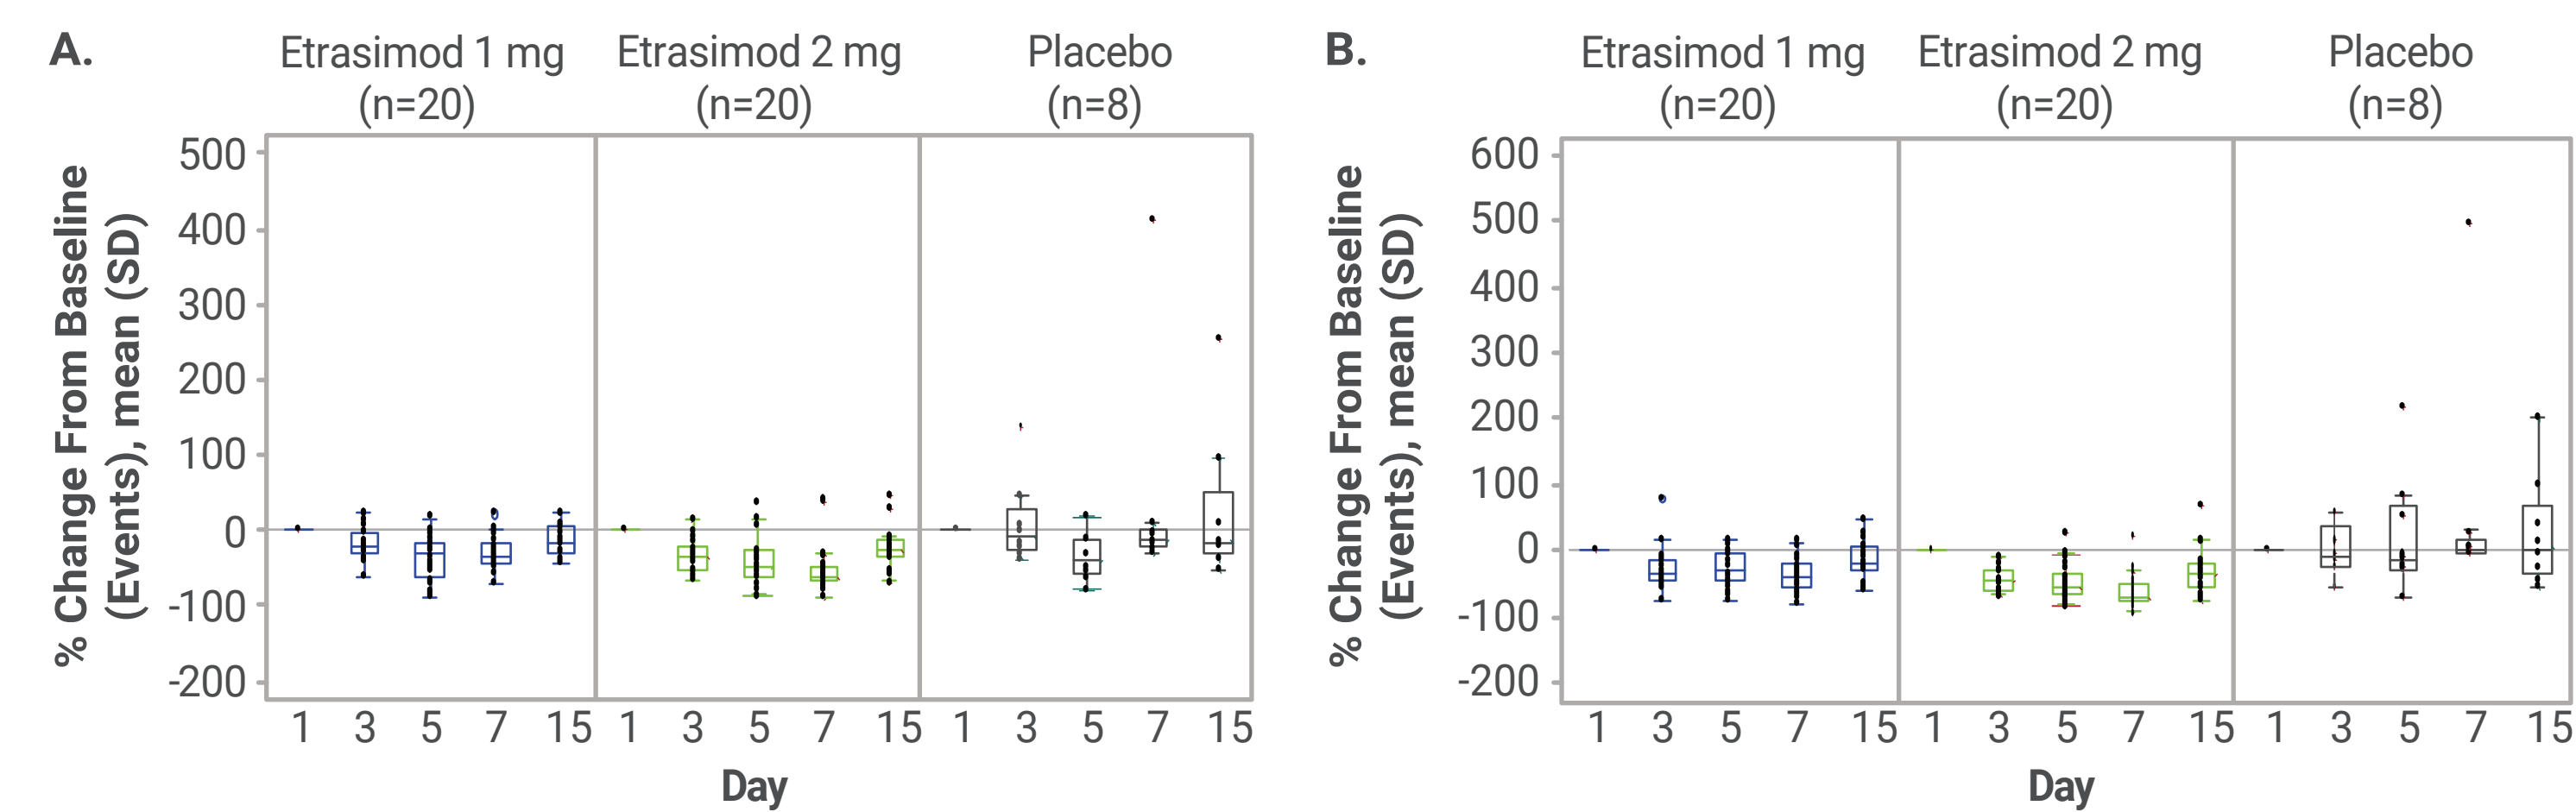 A.
Etrasimod 1 mg
(n=20)
Etrasimod 2 mg
(n=20)
Placebo
(n=8)
% Change From Baseline
(Events), mean (SD)
500
400
300
200
100
0
-100
-200
1 3 5 7 15 1 3 5 7 15 1 3 5 7 15
Day
B.
Etrasimod 1 mg
(n=20)
Etrasimod 2 mg
(n=20)
Placebo
(n=8)
% Change From Baseline
(Events), mean (SD)
600
500
400
300
200
100
0
-100
-200
1 3 5 7 15 1 3 5 7 15 1 3 5 7 15
Day